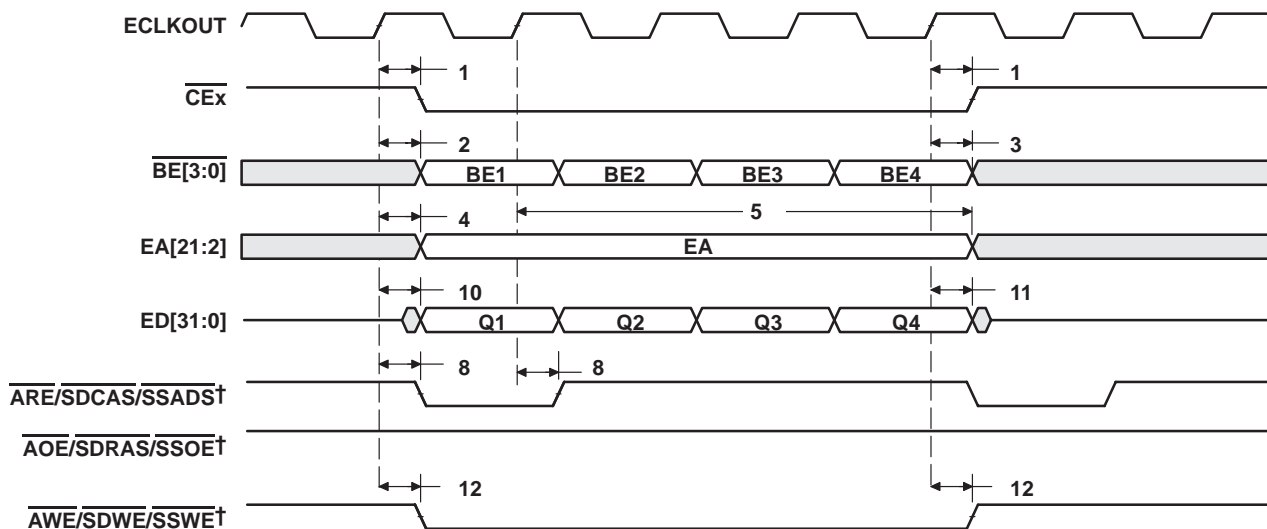 ECLKOUT
1 1
CEx
2 3
BE[3:0] BE1 BE2 BE3 BE4
5
4
EA[21:2] EA
10 11
ED[31:0] Q1 Q2 Q3 Q4
8 8
ARE/SDCAS/SSADS†
AOE/SDRAS/SSOE†
12 12
AWE/SDWE/SSWE†